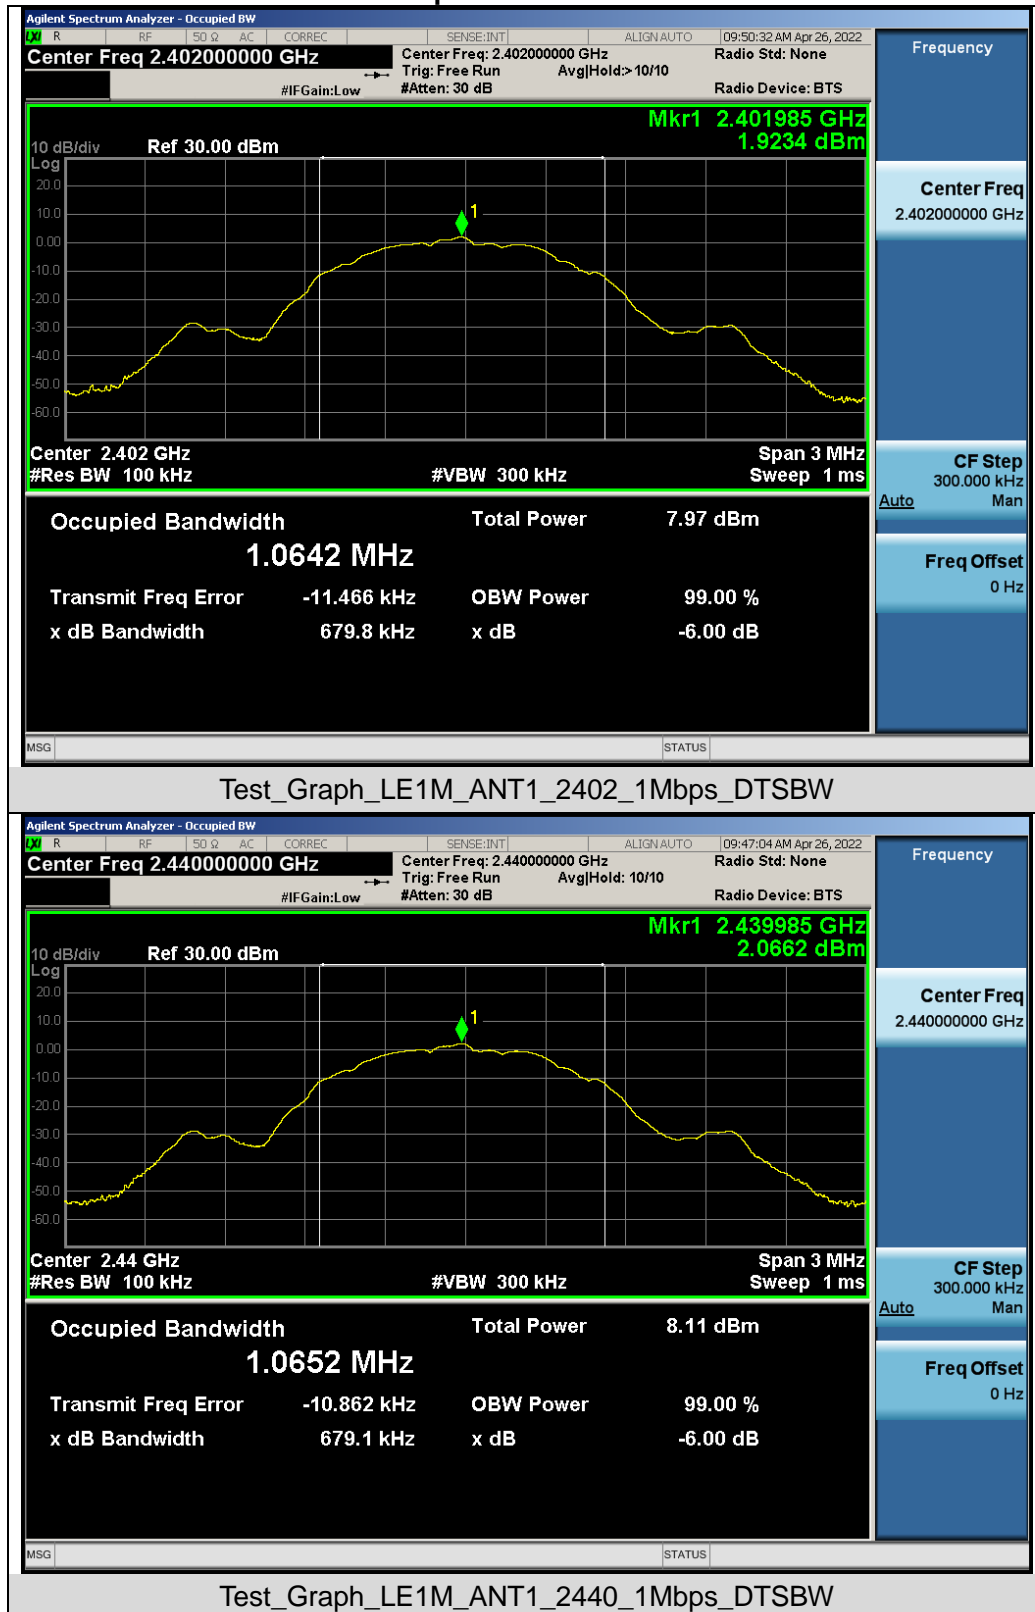 Agilent Spectrum Analyzer - Occupied BW
LXI R RF 50 Ω AC CORREC SENSE:INT ALIGN AUTO 09:50:32 AM Apr 26, 2022
Center Freq 2.402000000 GHz Center Freq: 2.402000000 GHz Radio Std: None Frequency
Trig: Free Run Avg|Hold:>10/10
#IFGain:Low #Atten: 30 dB Radio Device: BTS
Mkr1 2.401985 GHz
10 dB/div Ref 30.00 dBm 1.9234 dBm
Log
20.0
10.0
0.00
-10.0
-20.0
-30.0
-40.0
-50.0
-60.0
1
Center Freq
2.402000000 GHz
Center 2.402 GHz Span 3 MHz
#Res BW 100 kHz #VBW 300 kHz Sweep 1 ms
CF Step
300.000 kHz
Auto Man
Occupied Bandwidth Total Power 7.97 dBm
1.0642 MHz
Freq Offset
0 Hz
Transmit Freq Error -11.466 kHz OBW Power 99.00 %
x dB Bandwidth 679.8 kHz x dB -6.00 dB
MSG STATUS
Test_Graph_LE1M_ANT1_2402_1Mbps_DTSBW
Agilent Spectrum Analyzer - Occupied BW
LXI R RF 50 Ω AC CORREC SENSE:INT ALIGN AUTO 09:47:04 AM Apr 26, 2022
Center Freq 2.440000000 GHz Center Freq: 2.440000000 GHz Radio Std: None Frequency
Trig: Free Run Avg|Hold: 10/10
#IFGain:Low #Atten: 30 dB Radio Device: BTS
Mkr1 2.439985 GHz
10 dB/div Ref 30.00 dBm 2.0662 dBm
Log
20.0
10.0
0.00
-10.0
-20.0
-30.0
-40.0
-50.0
-60.0
1
Center Freq
2.440000000 GHz
Center 2.44 GHz Span 3 MHz
#Res BW 100 kHz #VBW 300 kHz Sweep 1 ms
CF Step
300.000 kHz
Auto Man
Occupied Bandwidth Total Power 8.11 dBm
1.0652 MHz
Freq Offset
0 Hz
Transmit Freq Error -10.862 kHz OBW Power 99.00 %
x dB Bandwidth 679.1 kHz x dB -6.00 dB
MSG STATUS
Test_Graph_LE1M_ANT1_2440_1Mbps_DTSBW